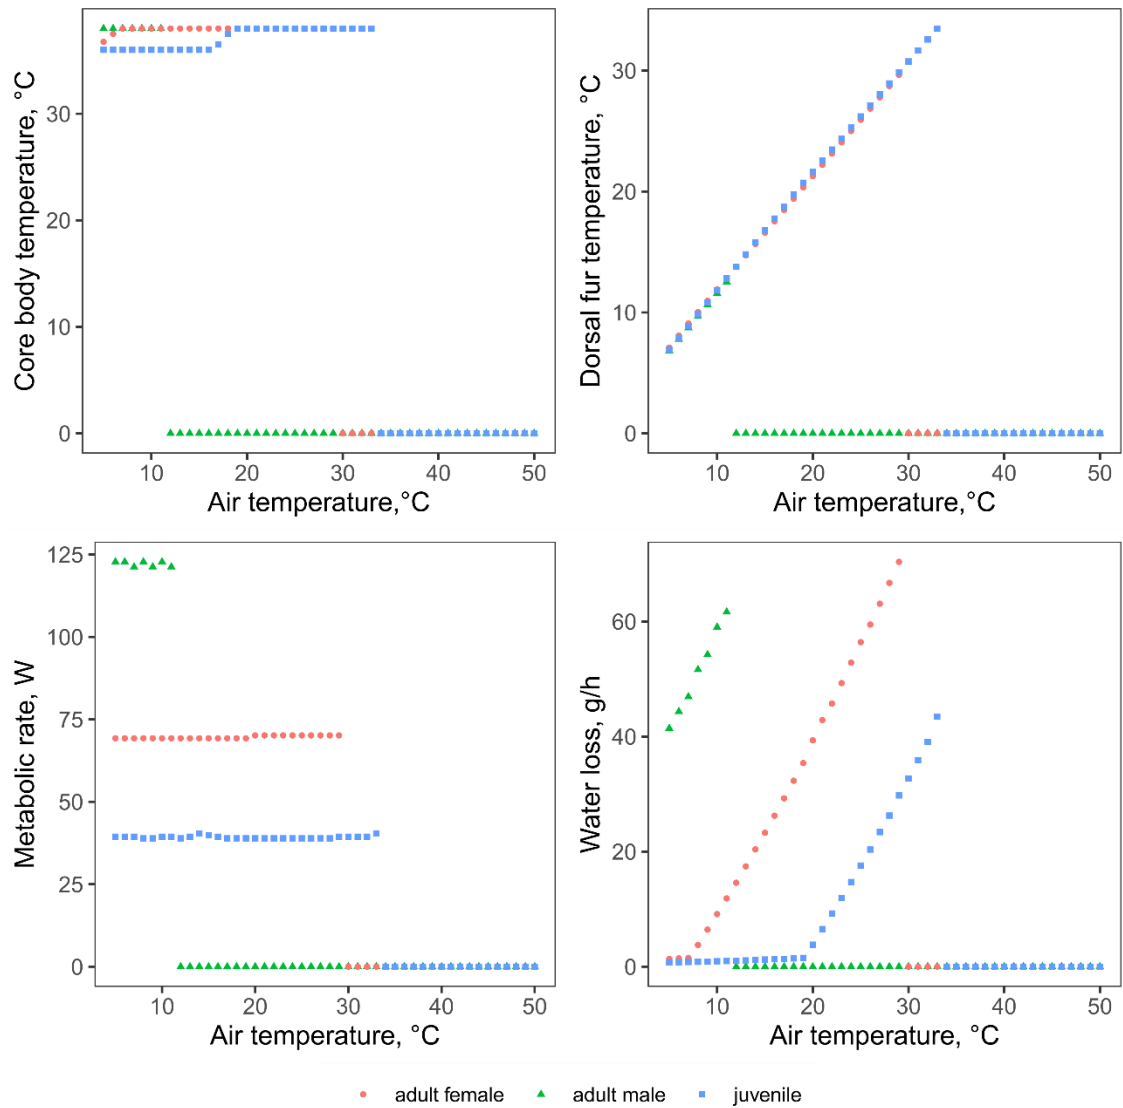 Core body temperature, °C
30
20
10
0
10 20 30 40 50
Air temperature,°C
Dorsal fur temperature, °C
30
20
10
0
10 20 30 40 50
Air temperature,°C
Metabolic rate, W
125
100
75
50
25
0
10 20 30 40 50
Air temperature, °C
Water loss, g/h
60
40
20
0
10 20 30 40 50
Air temperature, °C
adult female adult male juvenile